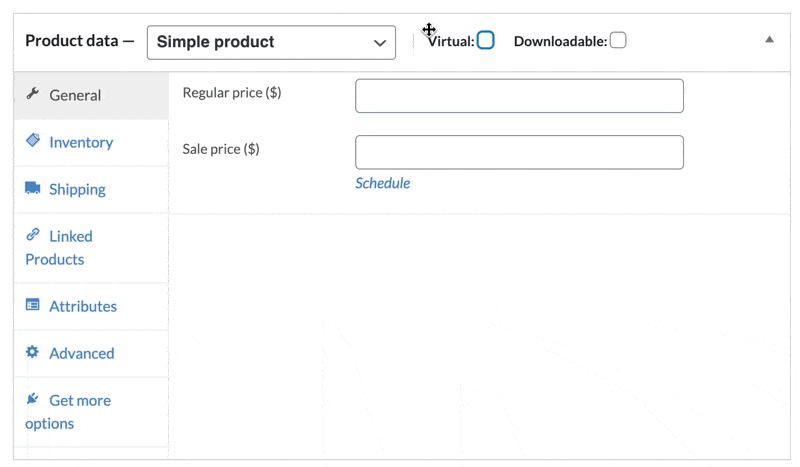 Product data — Simple product Virtual: Downloadable:
General
Regular price ($)
Sale price ($)
Schedule
Inventory
Shipping
Linked
Products
Attributes
Advanced
Get more
options